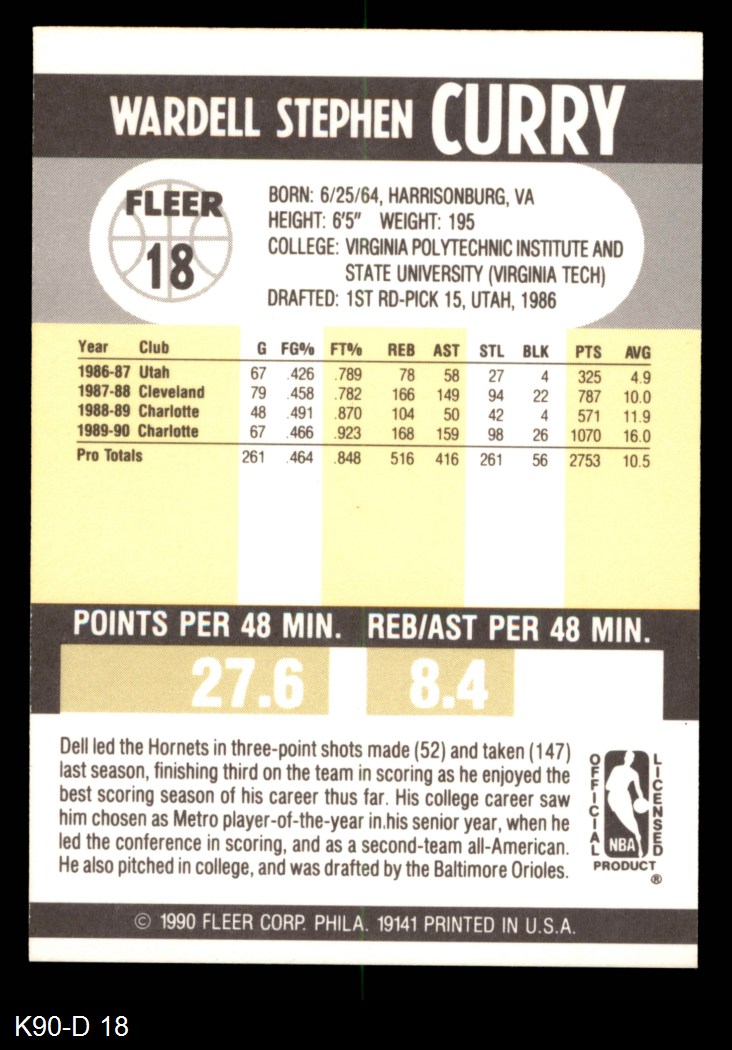 WARDELL STEPHEN CURRY
FLEER
18
BORN: 6/25/64, HARRISONBURG, VA
HEIGHT: 6'5" WEIGHT: 195
COLLEGE: VIRGINIA POLYTECHNIC INSTITUTE AND
STATE UNIVERSITY (VIRGINIA TECH)
DRAFTED: 1ST RD-PICK 15, UTAH, 1986
Year Club G FG% FT% REB AST STL BLK PTS AVG
1986-87 Utah 67 .426 .789 78 58 27 4 325 4.9
1987-88 Cleveland 79 .458 .782 166 149 94 22 787 10.0
1988-89 Charlotte 48 .491 .870 104 50 42 4 571 11.9
1989-90 Charlotte 67 .466 .923 168 159 98 26 1070 16.0
Pro Totals 261 .464 .848 516 416 261 56 2753 10.5
POINTS PER 48 MIN. REB/AST PER 48 MIN.
27.6 8.4
Dell led the Hornets in three-point shots made (52) and taken (147)
last season, finishing third on the team in scoring as he enjoyed the
best scoring season of his career thus far. His college career saw
him chosen as Metro player-of-the-year in.his senior year, when he
led the conference in scoring, and as a second-team all-American.
He also pitched in college, and was drafted by the Baltimore Orioles.
OFFICIAL
NBA
LICENSED
PRODUCT
®
© 1990 FLEER CORP. PHILA. 19141 PRINTED IN U.S.A.
K90-D 18